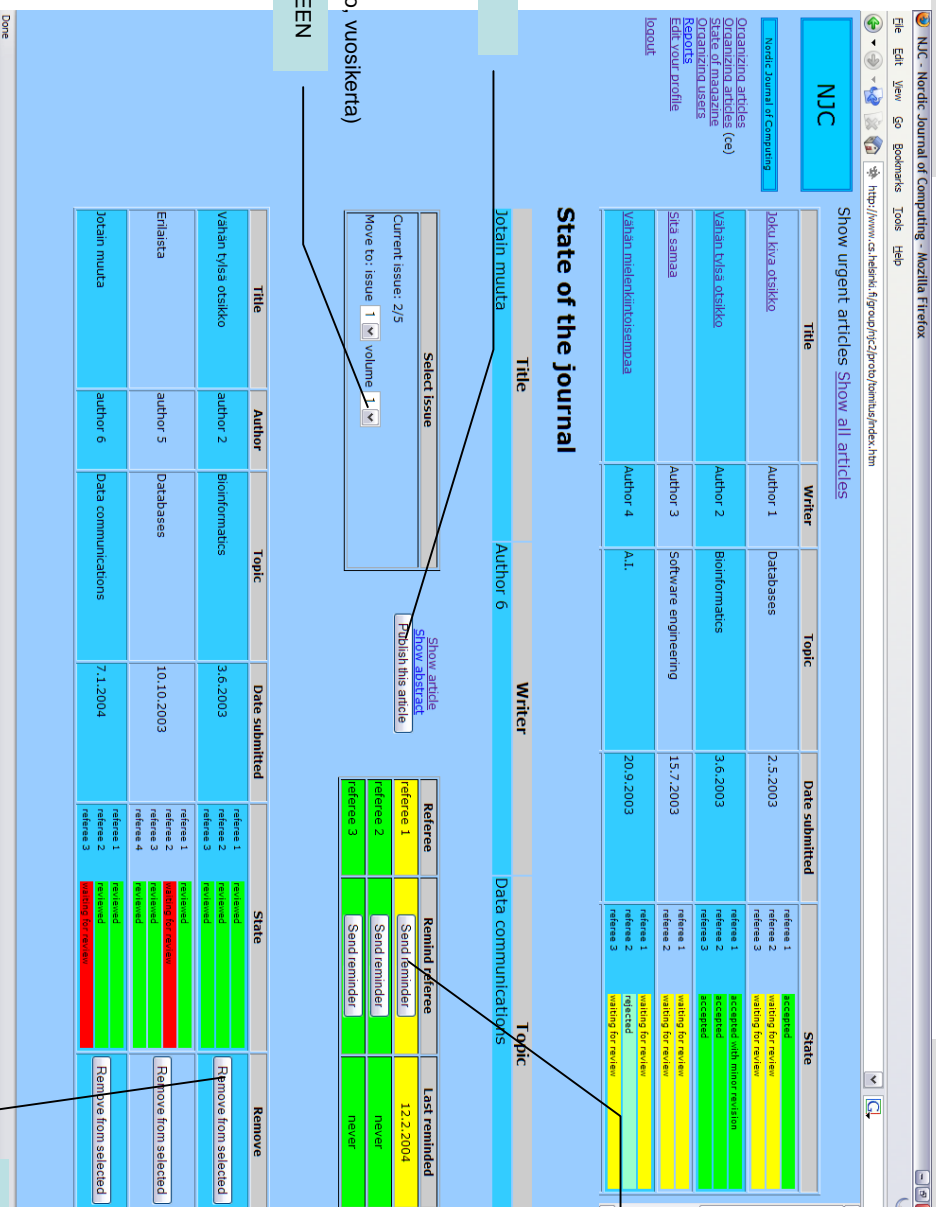 NJC - Nordic Journal of Computing - Mozilla Firefox
File Edit View Go Bookmarks Tools Help
http://www.cs.helsinki.fi/group/njc2/proto/toimitus/index.htm
NJC
Nordic Journal of Computing
Organizing articles
Organizing articles (ce)
State of magazine
Organizing users
Reports
Edit your profile
logout
Show urgent articles Show all articles
Title Writer Topic Date submitted State
Joku kiva otsikko Author 1 Databases 2.5.2003
referee 1 accepted
referee 2 waiting for review
referee 3 waiting for review
Vähän tylsä otsikko Author 2 Bioinformatics 3.6.2003
referee 1 accepted with minor revision
referee 2 accepted
referee 3 accepted
Sitä samaa Author 3 Software engineering 15.7.2003
referee 1 waiting for review
referee 2 waiting for review
Vähän mielenkiintoisempaa Author 4 A.I. 20.9.2003
referee 1 waiting for review
referee 2 rejected
referee 3 waiting for review
State of the journal
Title Writer Topic
Jotain muuta Author 6 Data communications
Show article
Show abstract
Publish this article
Referee Remind referee Last reminded
referee 1 Send reminder 12.2.2004
referee 2 Send reminder never
referee 3 Send reminder never
Select issue
Current issue: 2/5
Move to: issue 1 volume 1
o, vuosikerta)
EEN
Title Author Topic Date submitted State Remove
Vähän tylsä otsikko author 2 Bioinformatics 3.6.2003
referee 1 reviewed
referee 2 reviewed
referee 3 reviewed
Remove from selected
Erilaista author 5 Databases 10.10.2003
referee 1 reviewed
referee 2 waiting for review
referee 3 reviewed
referee 4 reviewed
Remove from selected
Jotain muuta author 6 Data communications 7.1.2004
referee 1 reviewed
referee 2 reviewed
referee 3 waiting for review
Remove from selected
Done